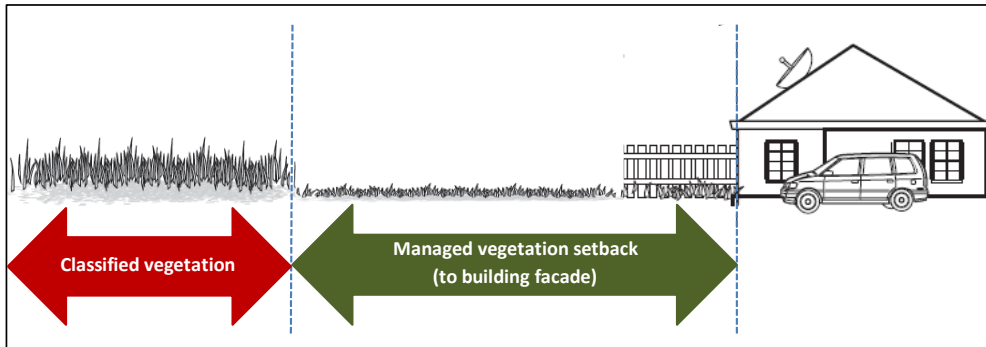 Classified vegetation
Managed vegetation setback
(to building facade)